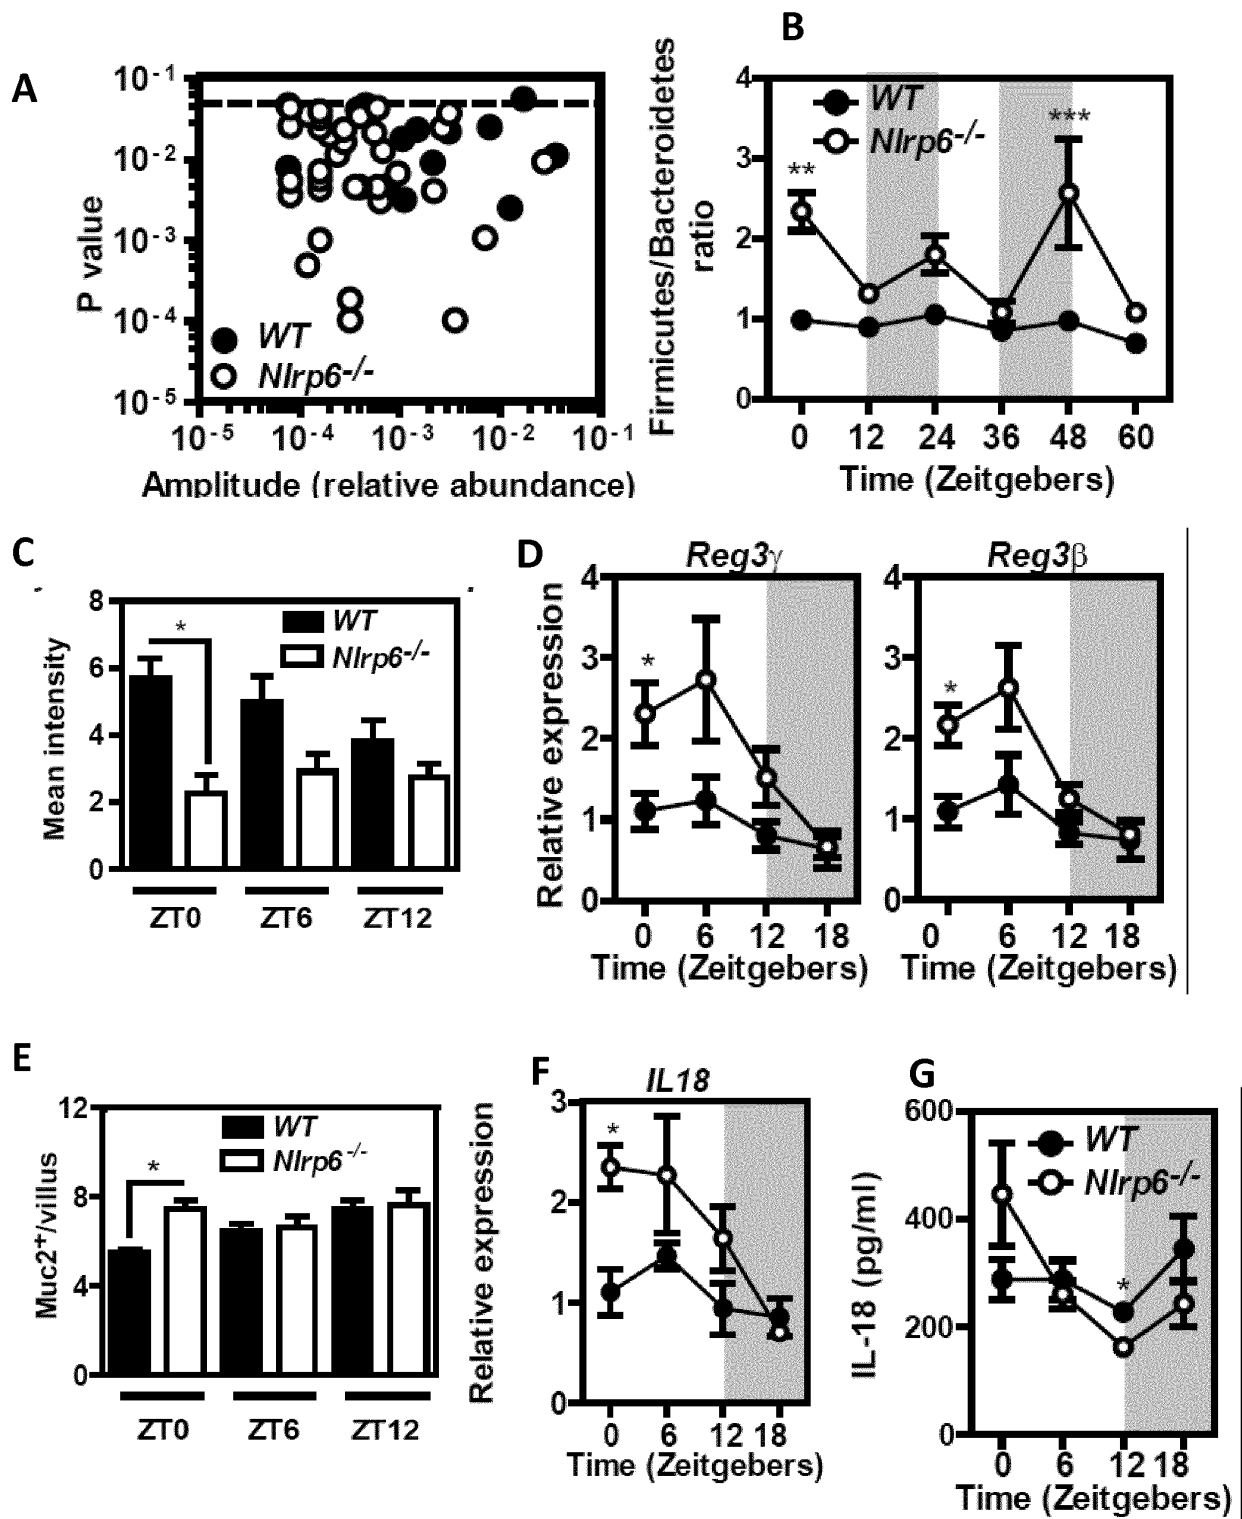 A
10-1
10-2
10-3
10-4
10-5
P value
WT
Nlrp6-/-
10-5
10-4
10-3
10-2
10-1
Amplitude (relative abundance)
B
Firmicutes/Bacteroidetes
ratio
4
3
2
1
0
WT
Nlrp6-/-
**
***
0 12 24 36 48 60
Time (Zeitgebers)
C
Mean intensity
8
6
4
2
0
*
WT
Nlrp6-/-
ZT0 ZT6 ZT12
D
Reg3γ
Relative expression
4
3
2
1
0
*
0 6 12 18
Time (Zeitgebers)
Reg3β
4
3
2
1
0
*
0 6 12 18
Time (Zeitgebers)
E
Muc2+/villus
12
8
4
0
*
WT
Nlrp6-/-
ZT0 ZT6 ZT12
F
IL18
Relative expression
3
2
1
0
*
0 6 12 18
Time (Zeitgebers)
G
IL-18 (pg/ml)
600
400
200
0
WT
Nlrp6-/-
*
0 6 12 18
Time (Zeitgebers)